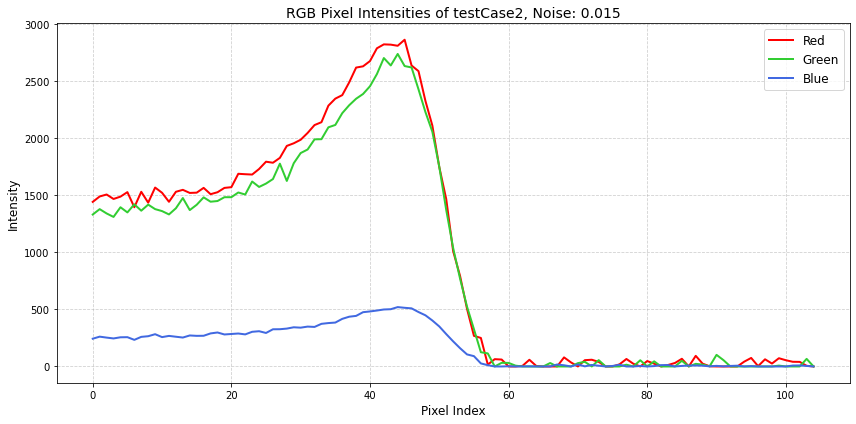 RGB Pixel Intensities of testCase2, Noise: 0.015
Red
Green
Blue
Intensity
3000
2500
2000
1500
1000
500
0
0 20 40 60 80 100
Pixel Index